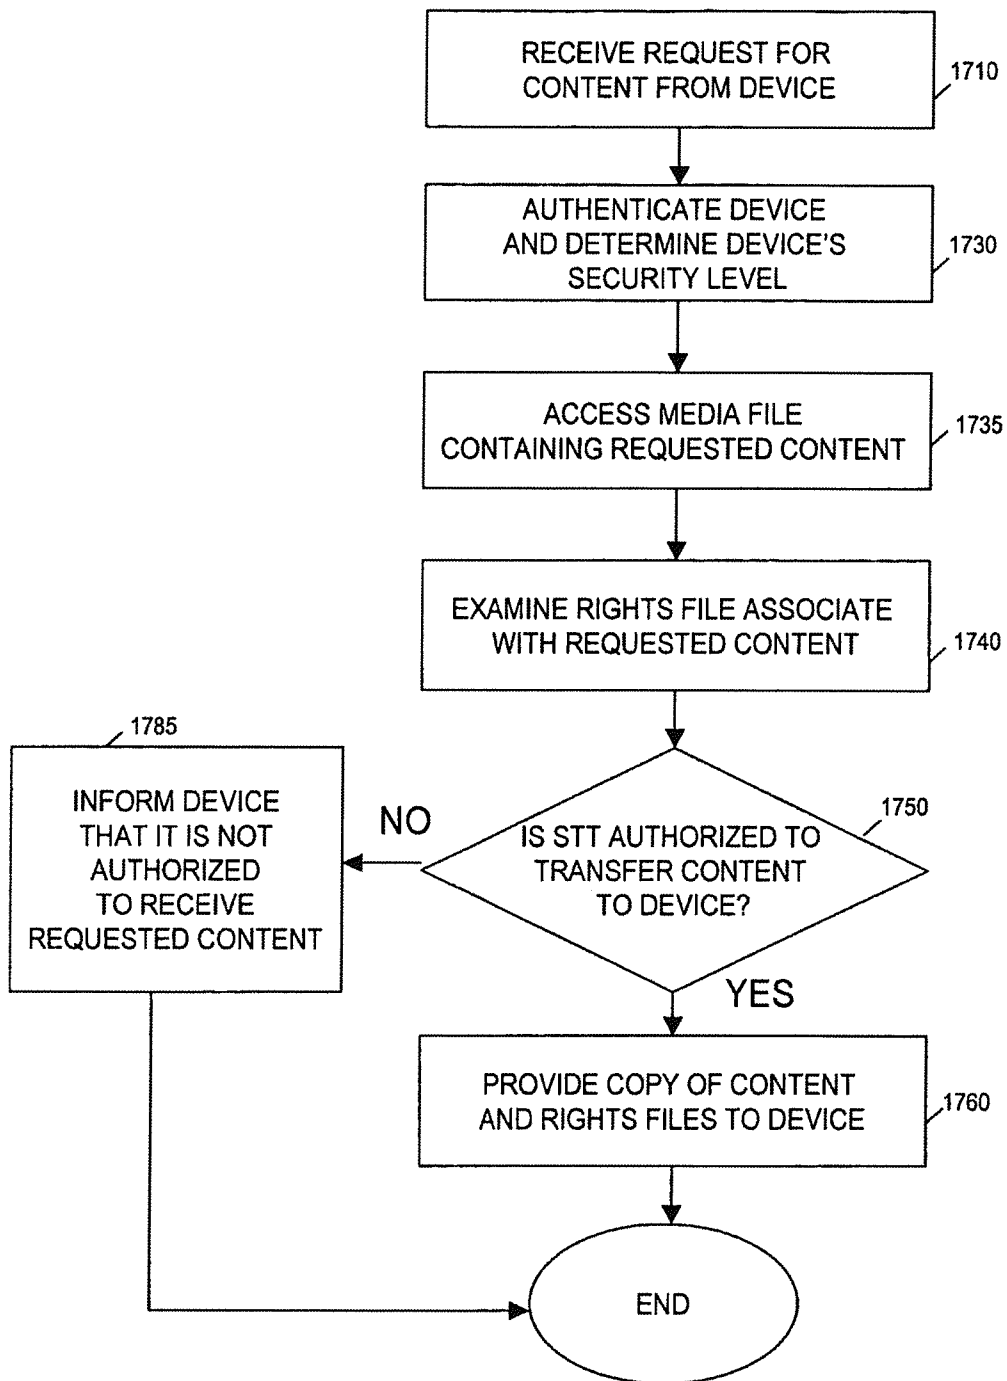 RECEIVE REQUEST FOR
CONTENT FROM DEVICE
1710
AUTHENTICATE DEVICE
AND DETERMINE DEVICE'S
SECURITY LEVEL
1730
ACCESS MEDIA FILE
CONTAINING REQUESTED CONTENT
1735
EXAMINE RIGHTS FILE ASSOCIATE
WITH REQUESTED CONTENT
1740
IS STT AUTHORIZED TO
TRANSFER CONTENT
TO DEVICE?
1750
NO
1785
INFORM DEVICE
THAT IT IS NOT
AUTHORIZED
TO RECEIVE
REQUESTED CONTENT
YES
PROVIDE COPY OF CONTENT
AND RIGHTS FILES TO DEVICE
1760
END